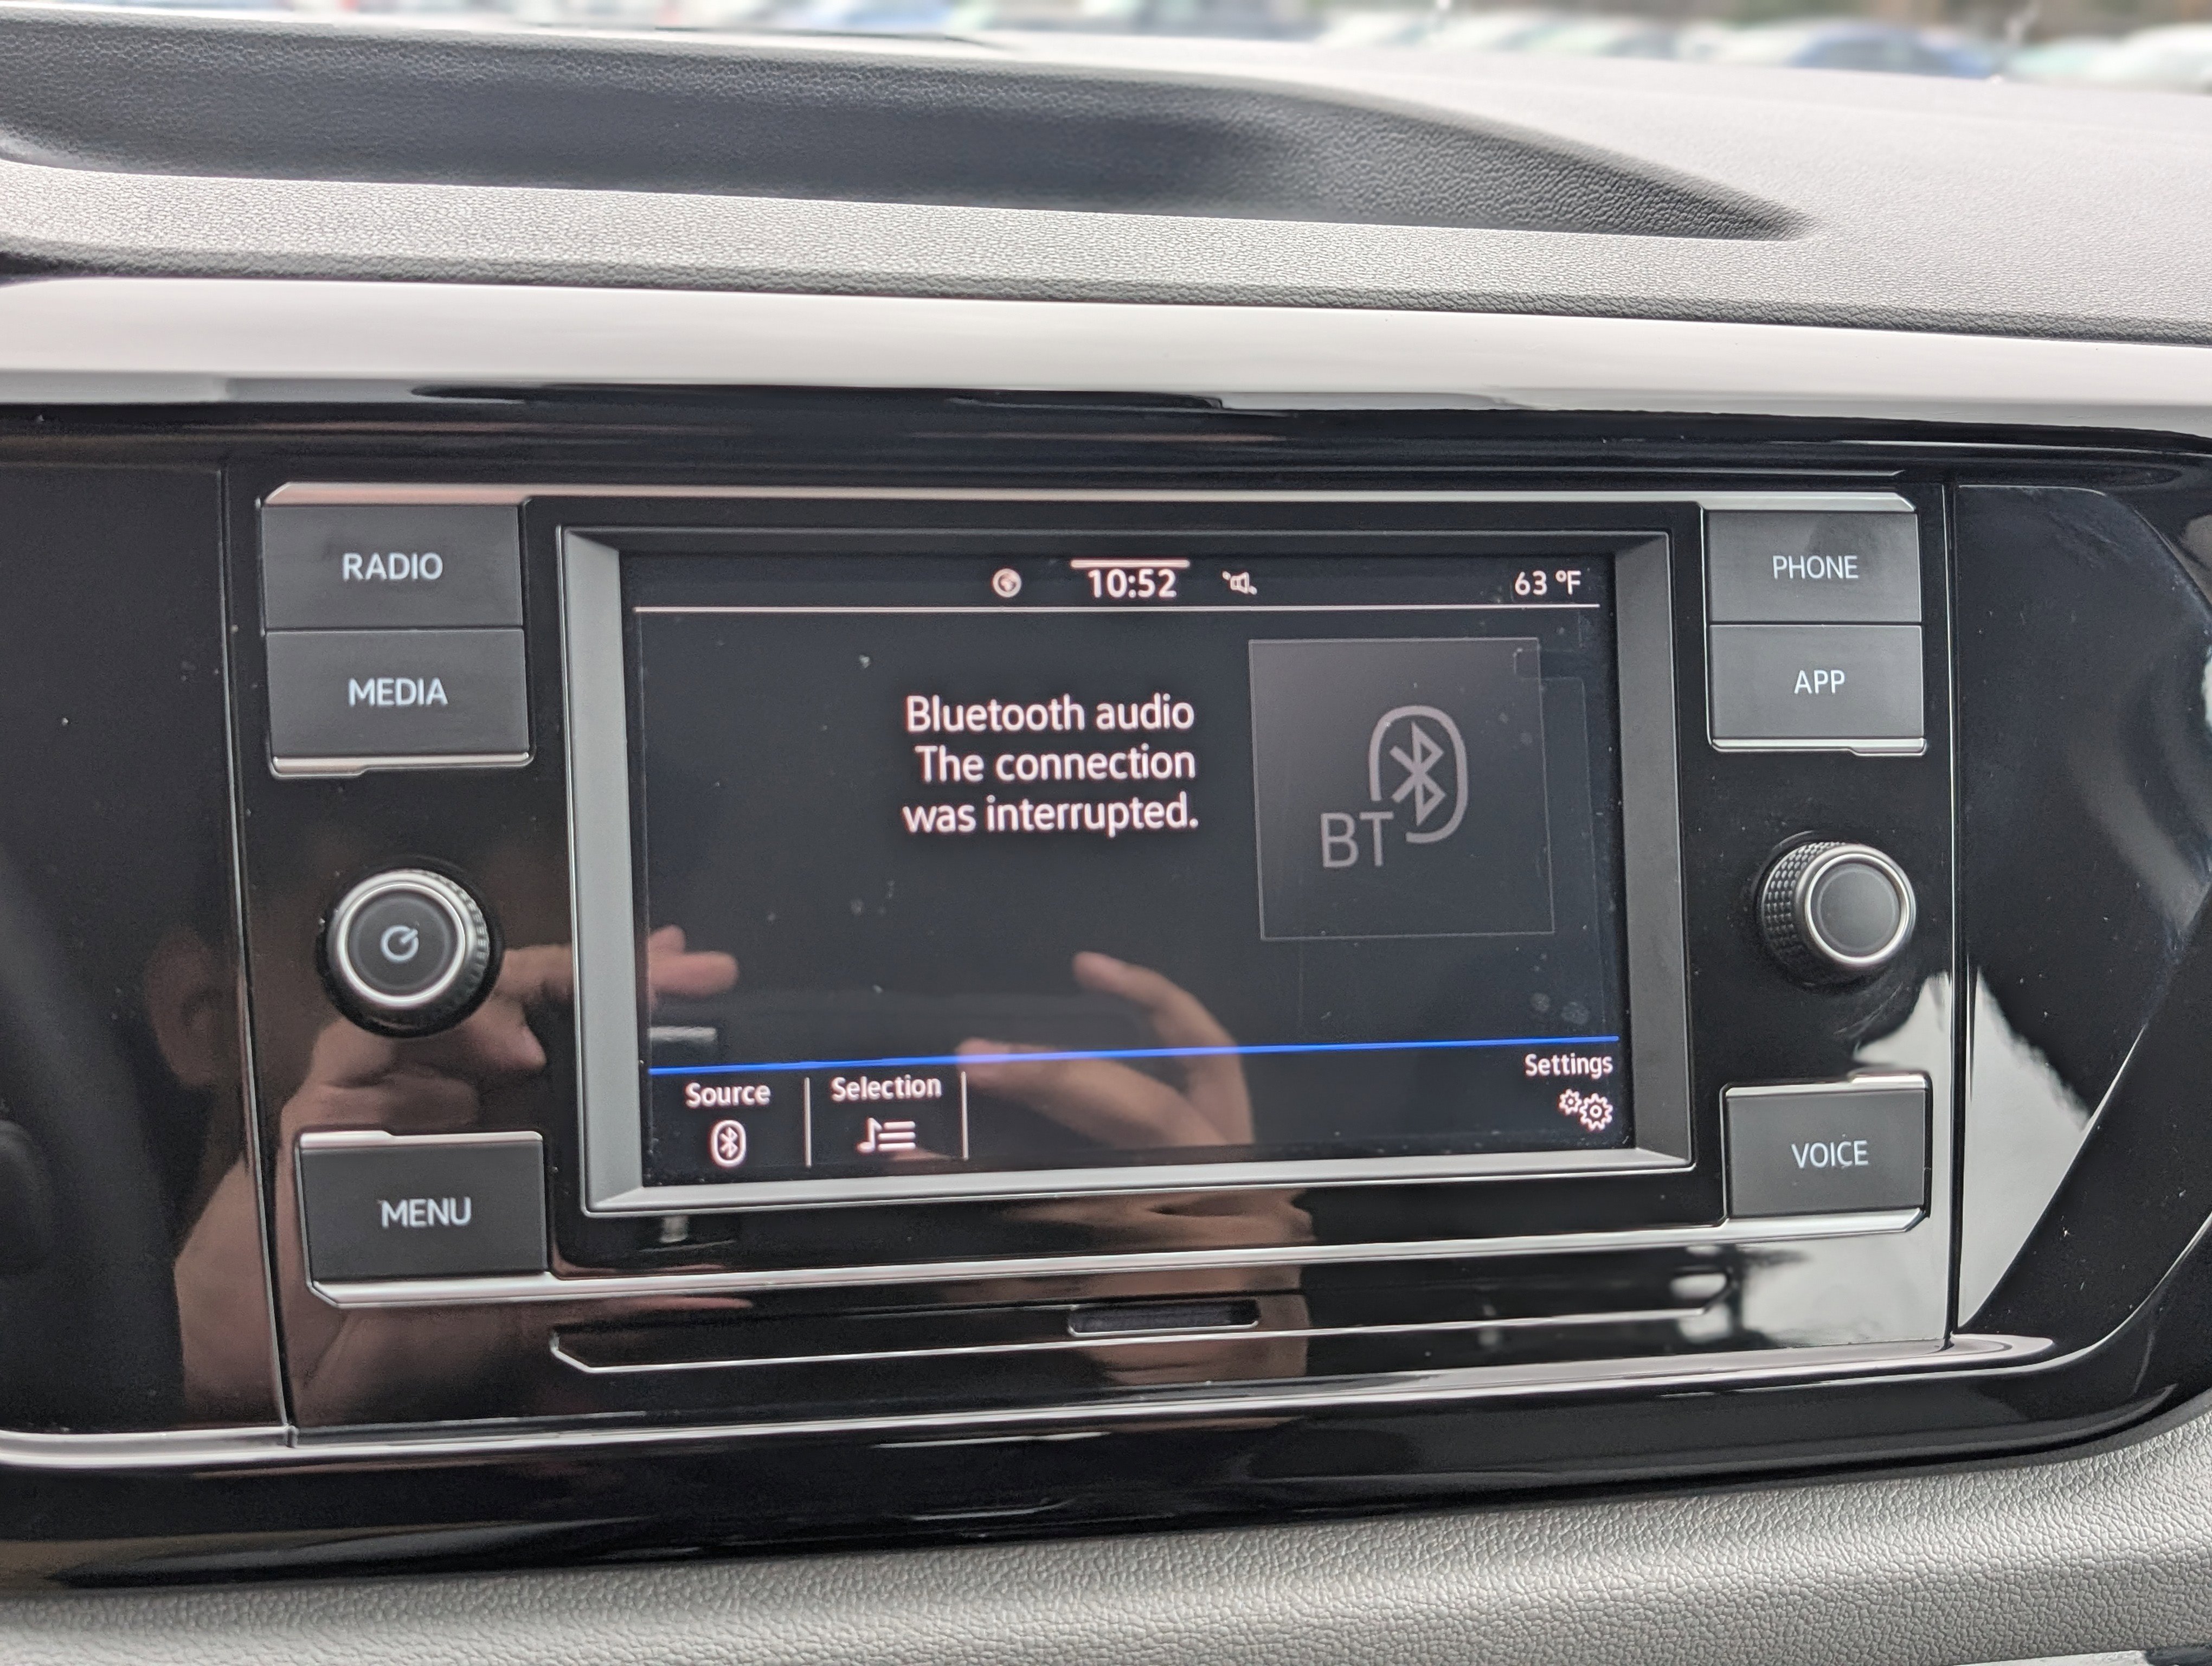 RADIO
MEDIA
MENU
10:52
63 °F
Bluetooth audio
The connection
was interrupted.
BT
Source
Selection
Settings
PHONE
APP
VOICE